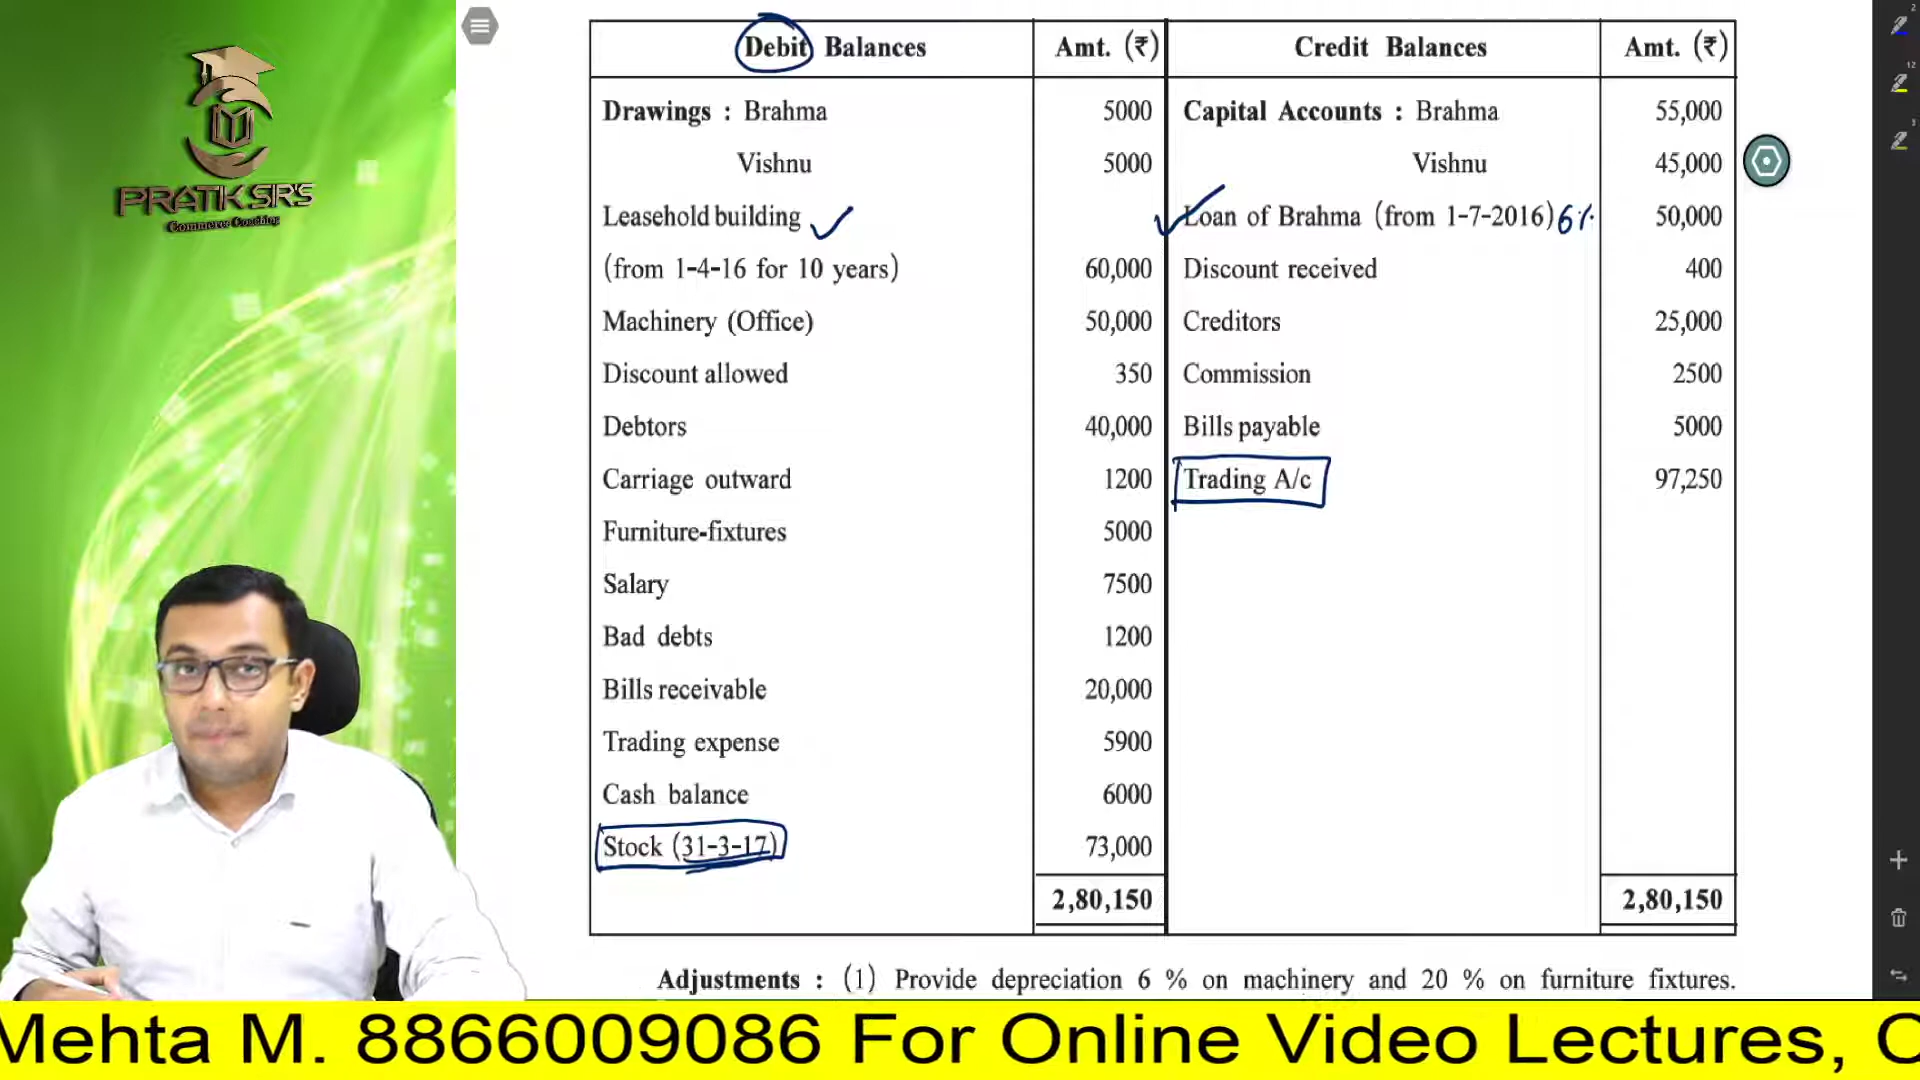 PRATIK SIR'S
Commerce Coaching
Debit Balances Amt. (₹) Credit Balances Amt. (₹)
Drawings : Brahma 5000 Capital Accounts : Brahma 55,000
Vishnu 5000 Vishnu 45,000
Leasehold building Loan of Brahma (from 1-7-2016) 6% 50,000
(from 1-4-16 for 10 years) 60,000 Discount received 400
Machinery (Office) 50,000 Creditors 25,000
Discount allowed 350 Commission 2500
Debtors 40,000 Bills payable 5000
Carriage outward 1200 Trading A/c 97,250
Furniture-fixtures 5000
Salary 7500
Bad debts 1200
Bills receivable 20,000
Trading expense 5900
Cash balance 6000
Stock (31-3-17) 73,000
2,80,150 2,80,150
Adjustments : (1) Provide depreciation 6 % on machinery and 20 % on furniture fixtures.
Mehta M. 8866009086 For Online Video Lectures,
2
12
3